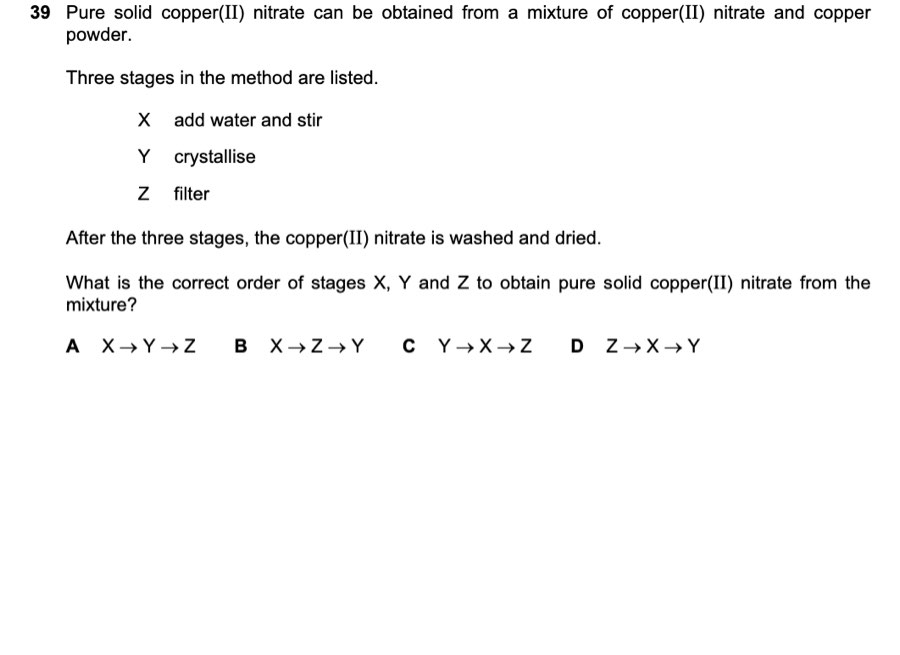 39 Pure solid copper(II) nitrate can be obtained from a mixture of copper(II) nitrate and copper
powder.
Three stages in the method are listed.
X add water and stir
Y crystallise
Z filter
After the three stages, the copper(II) nitrate is washed and dried.
What is the correct order of stages X, Y and Z to obtain pure solid copper(II) nitrate from the
mixture?
A X → Y → Z B X → Z → Y C Y → X → Z D Z → X → Y